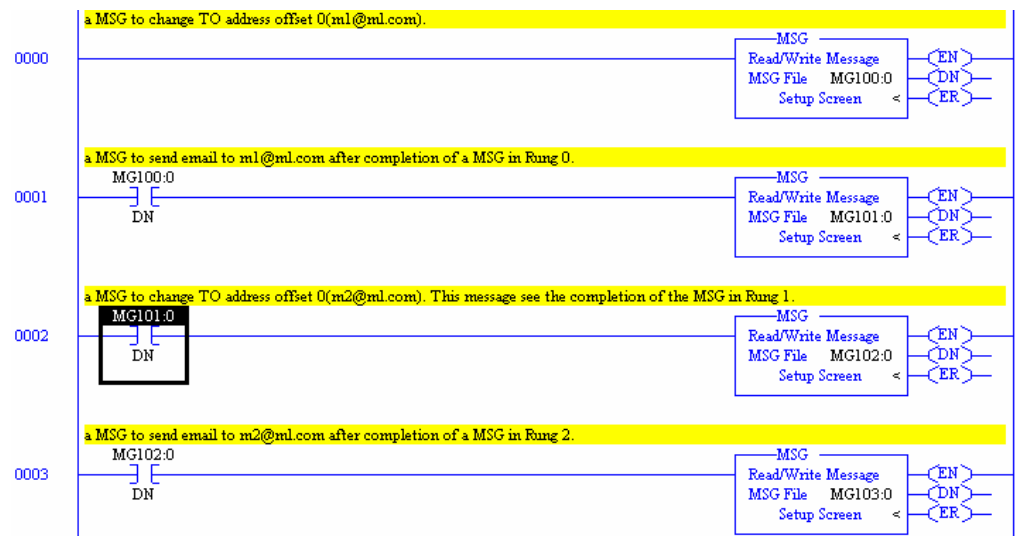 a MSG to change TO address offset 0(m1@ml.com).
MSG
0000
Read/Write Message
EN
MSG File MG100:0
DN
Setup Screen <
ER
a MSG to send email to m1@ml.com after completion of a MSG in Rung 0.
MG100:0
MSG
0001
Read/Write Message
EN
DN
MSG File MG101:0
DN
Setup Screen <
ER
a MSG to change TO address offset 0(m2@ml.com). This message see the completion of the MSG in Rung 1.
MG101:0
MSG
0002
Read/Write Message
EN
DN
MSG File MG102:0
DN
Setup Screen <
ER
a MSG to send email to m2@ml.com after completion of a MSG in Rung 2.
MG102:0
MSG
0003
Read/Write Message
EN
DN
MSG File MG103:0
DN
Setup Screen <
ER